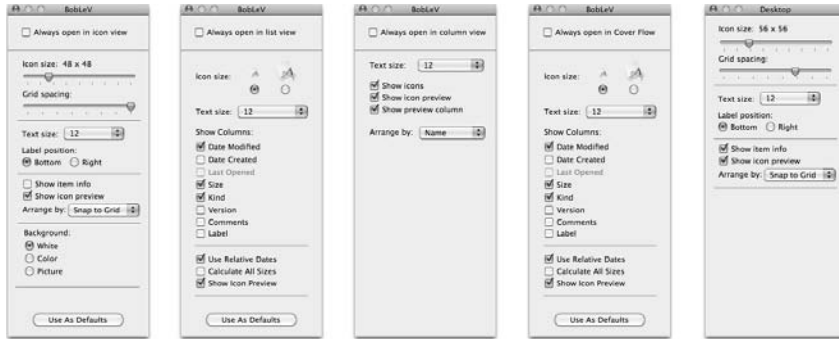 BobLeV
Always open in icon view
Icon size: 48 x 48
Grid spacing:
Text size: 12
Label position:
Bottom Right
Show item info
Show icon preview
Arrange by: Snap to Grid
Background:
White
Color
Picture
Use As Defaults
BobLeV
Always open in list view
Icon size:
Text size: 12
Show Columns:
Date Modified
Date Created
Last Opened
Size
Kind
Version
Comments
Label
Use Relative Dates
Calculate All Sizes
Show Icon Preview
Use As Defaults
BobLeV
Always open in column view
Text size: 12
Show icons
Show icon preview
Show preview column
Arrange by: Name
BobLeV
Always open in Cover Flow
Icon size:
Text size: 12
Show Columns:
Date Modified
Date Created
Last Opened
Size
Kind
Version
Comments
Label
Use Relative Dates
Calculate All Sizes
Show Icon Preview
Use As Defaults
Desktop
Icon size: 56 x 56
Grid spacing:
Text size: 12
Label position:
Bottom Right
Show item info
Show icon preview
Arrange by: Snap to Grid